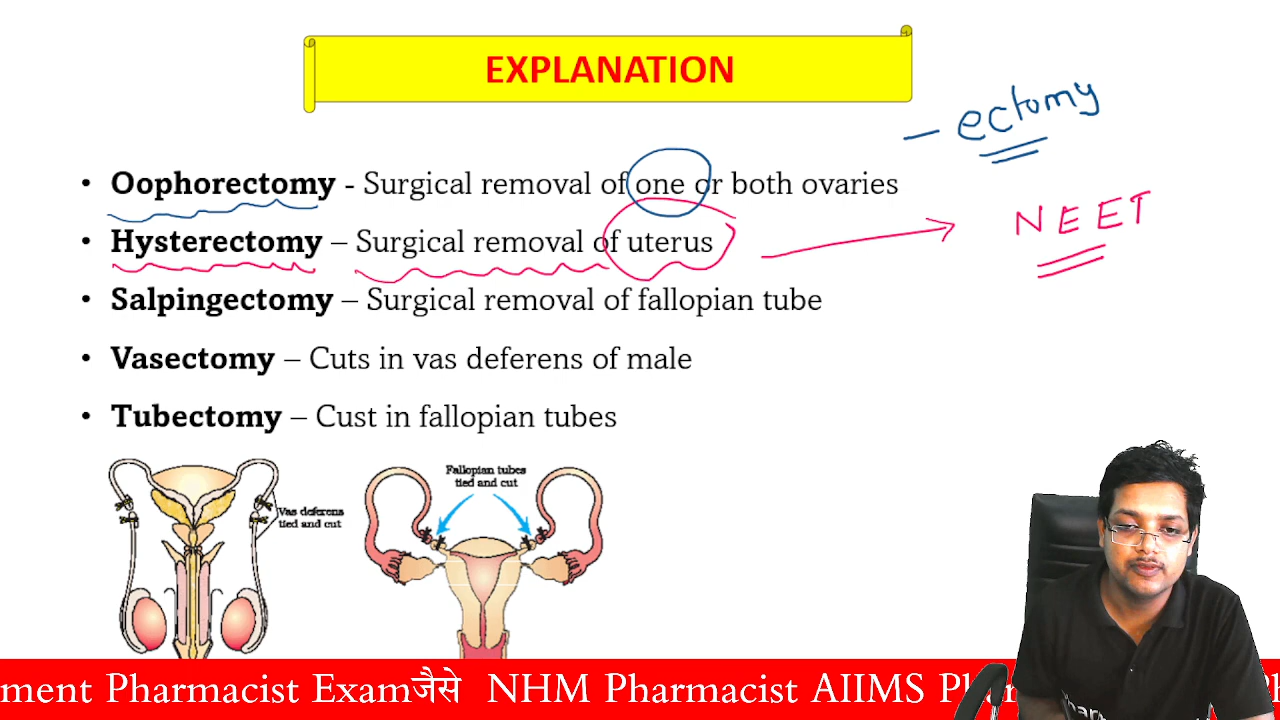 EXPLANATION
– ectomy
• Oophorectomy - Surgical removal of one or both ovaries
NEET
• Hysterectomy – Surgical removal of uterus
• Salpingectomy – Surgical removal of fallopian tube
• Vasectomy – Cuts in vas deferens of male
• Tubectomy – Cust in fallopian tubes
Fallopian tubes
tied and cut
Vas deferens
tied and cut
ment Pharmacist Examजैसे NHM Pharmacist AIIMS